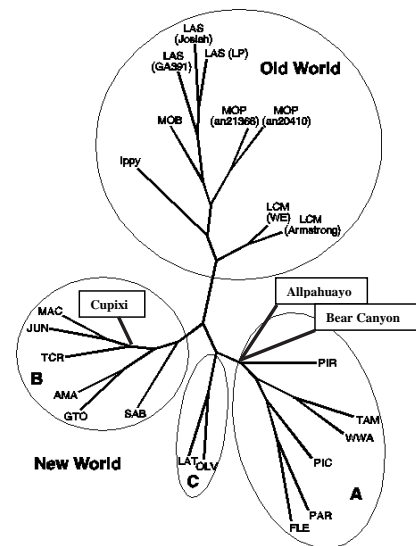 LAS
(Josiah)
LAS
(GA391)
LAS (LP)
Old World
MOB
MOP
(an21366)
MOP
(an20410)
Ippy
LCM
(WE)
LCM
(Armstrong)
Allpahuayo
Bear Canyon
Cupixi
MAC
JUN
TCR
B
AMA
GTO
SAB
PIR
TAM
WWA
PIC
LAT
OLV
C
New World
A
PAR
FLE